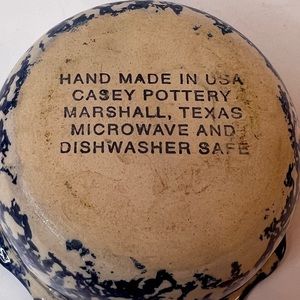 HAND MADE IN USA
CASEY POTTERY
MARSHALL, TEXAS
MICROWAVE AND
DISHWASHER SAFE